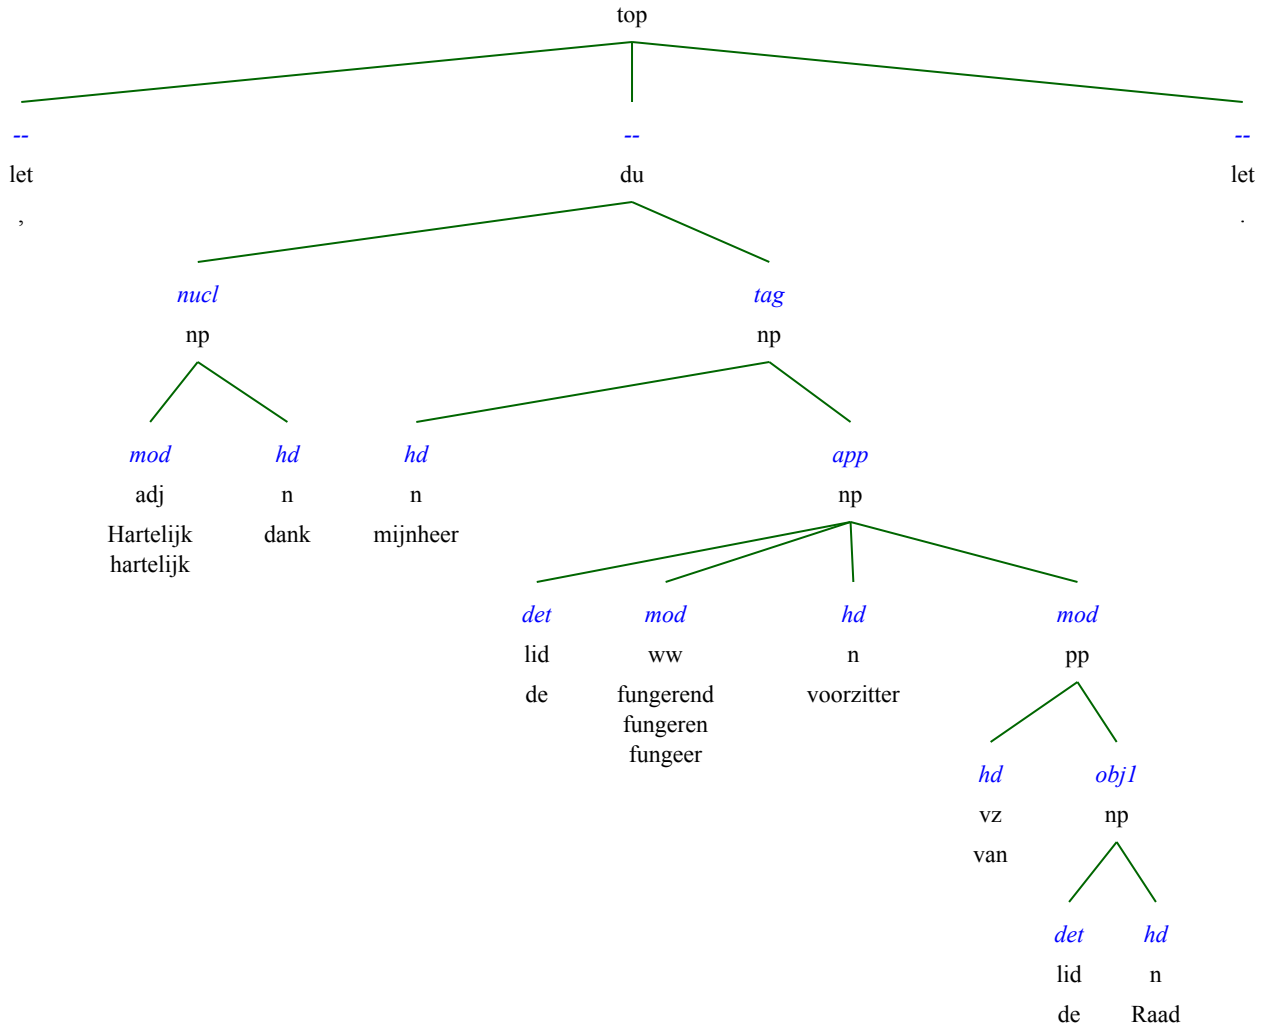 top
-- -- --
let du let
, .
nucl tag
np np
mod hd hd app
adj n n np
Hartelijk dank mijnheer
hartelijk
det mod hd mod
lid ww n pp
de fungerend voorzitter
fungeren
fungeer
hd obj1
vz np
van
det hd
lid n
de Raad